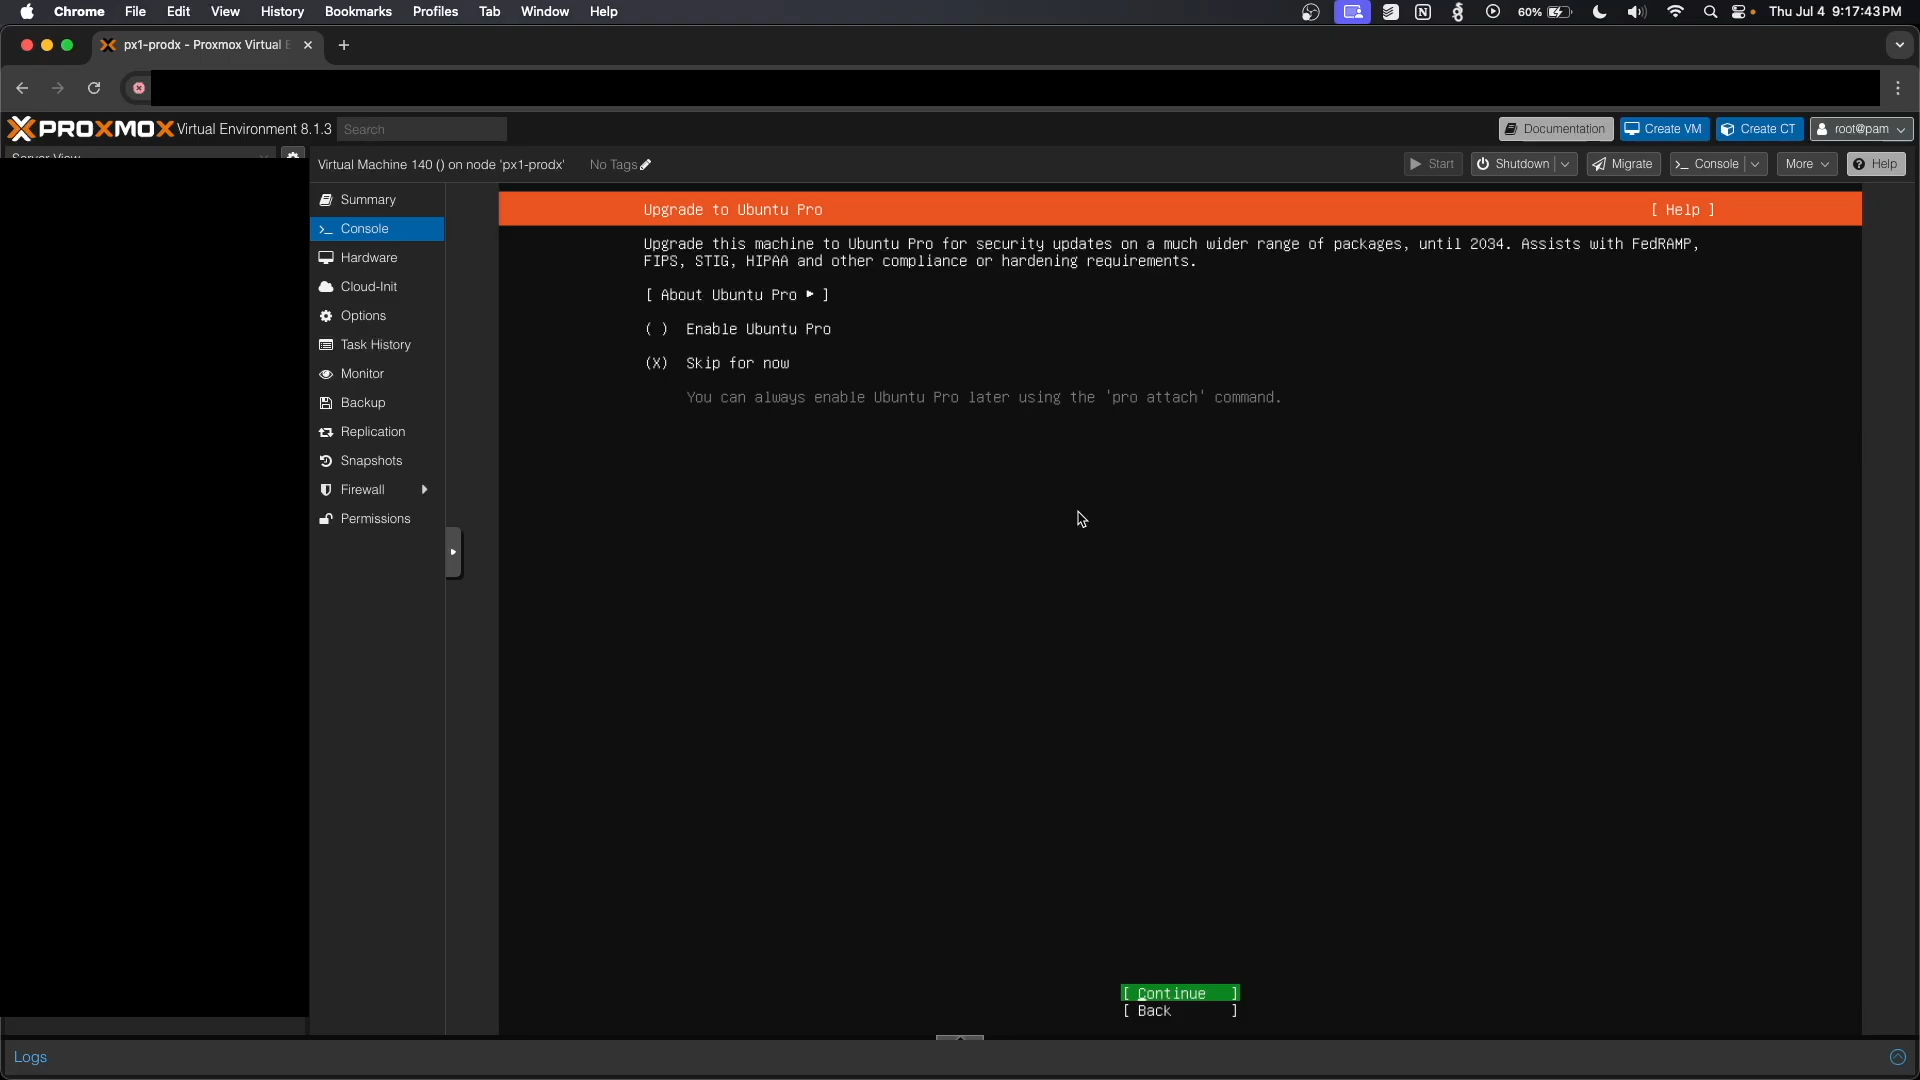 Chrome File Edit View History Bookmarks Profiles Tab Window Help 60% Thu Jul 4 9:17:43 PM
px1-prodx - Proxmox Virtual E
PROXMOX Virtual Environment 8.1.3 Search Documentation Create VM Create CT root@pam
Server View
Virtual Machine 140 () on node 'px1-prodx' No Tags Start Shutdown Migrate Console More Help
Summary
Console
Hardware
Cloud-Init
Options
Task History
Monitor
Backup
Replication
Snapshots
Firewall
Permissions
Upgrade to Ubuntu Pro [ Help ]
Upgrade this machine to Ubuntu Pro for security updates on a much wider range of packages, until 2034. Assists with FedRAMP,
FIPS, STIG, HIPAA and other compliance or hardening requirements.
[ About Ubuntu Pro ▸ ]
( ) Enable Ubuntu Pro
(X) Skip for now
You can always enable Ubuntu Pro later using the 'pro attach' command.
[ Continue ]
[ Back ]
Logs